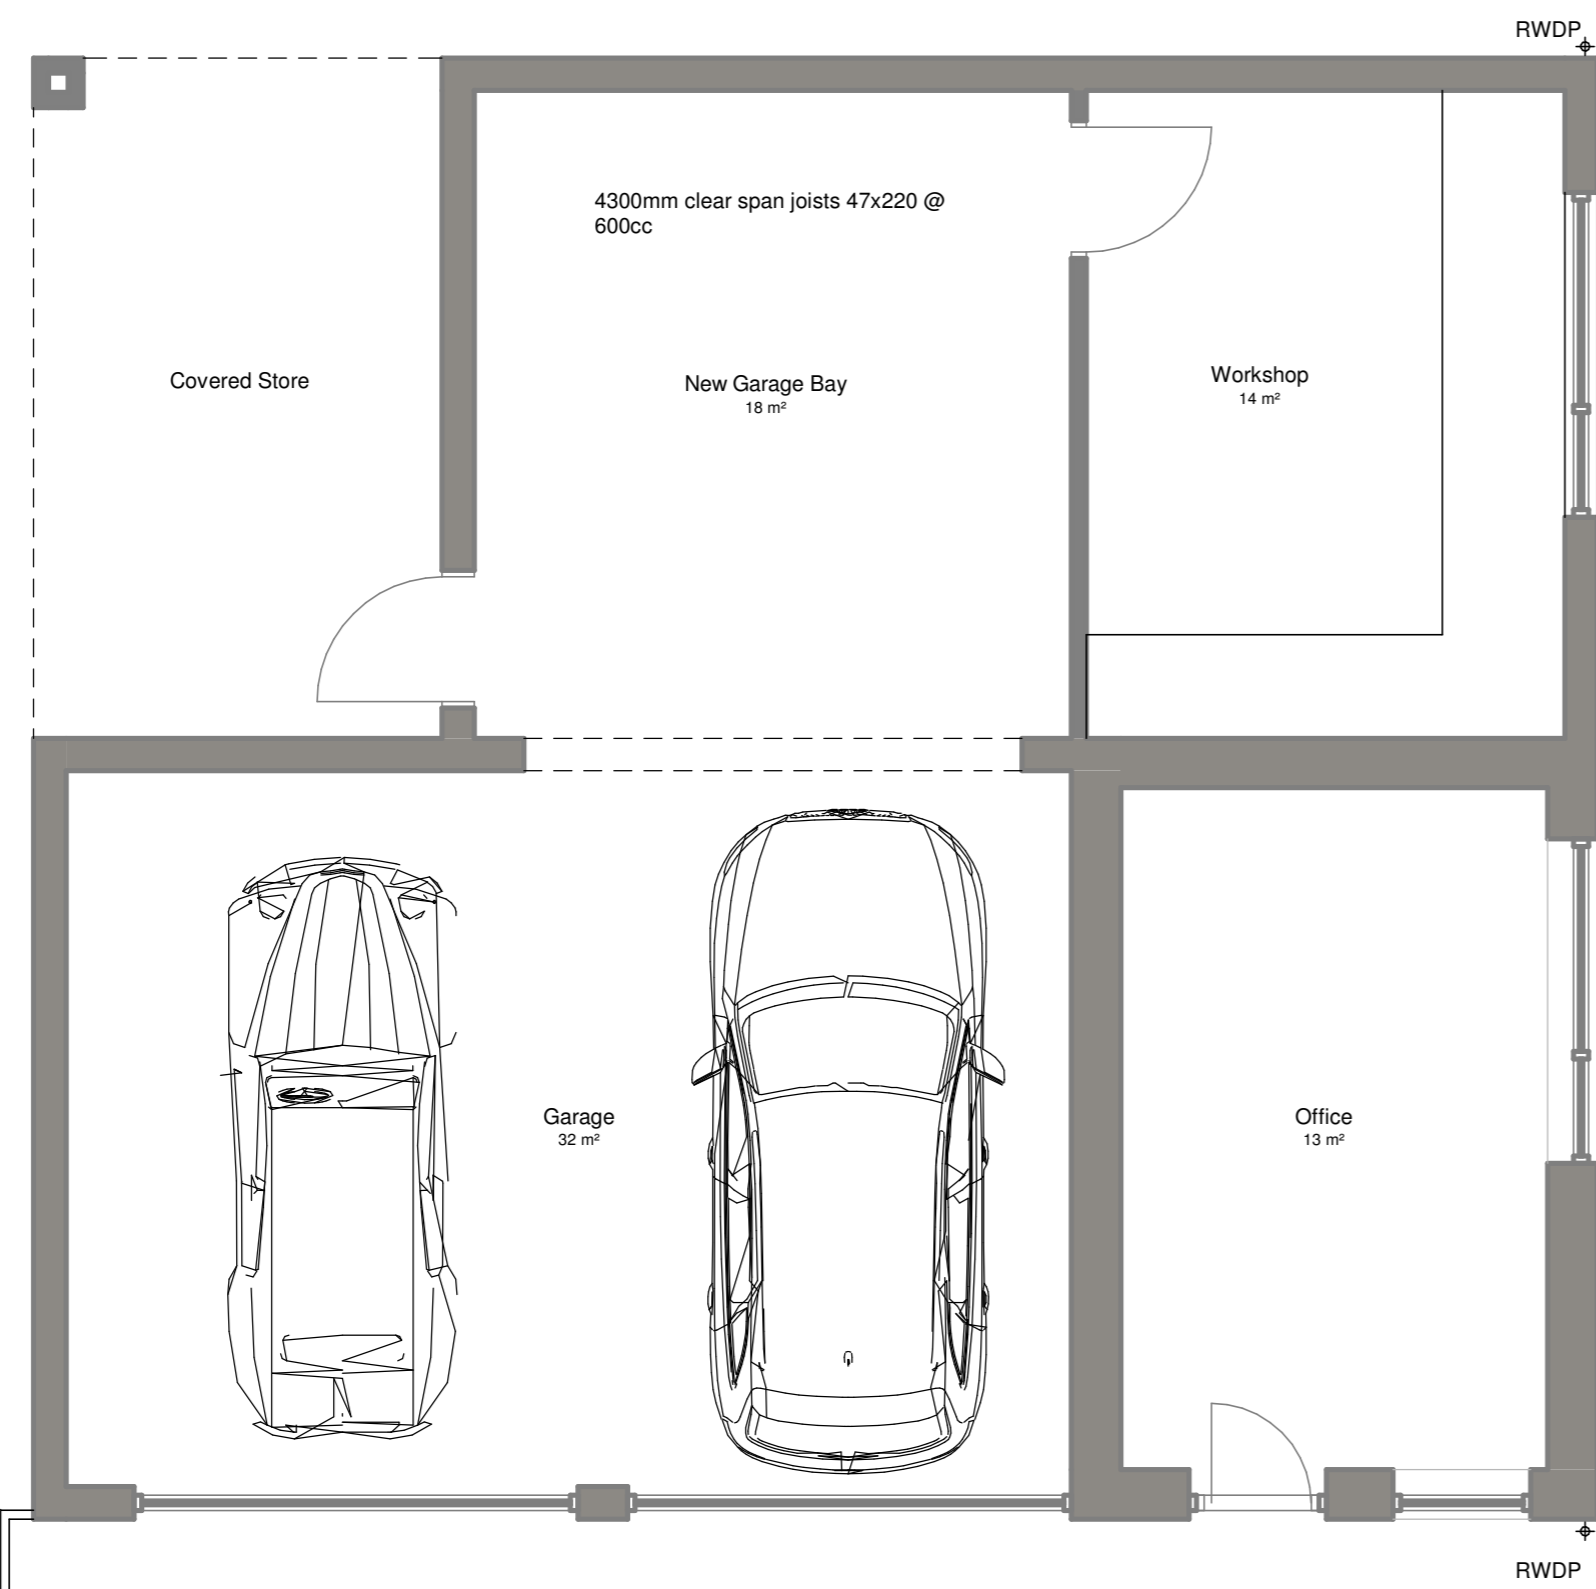 RWDP
4300mm clear span joists 47x220 @
600cc
Covered Store
New Garage Bay
18 m²
Workshop
14 m²
Garage
32 m²
Office
13 m²
RWDP